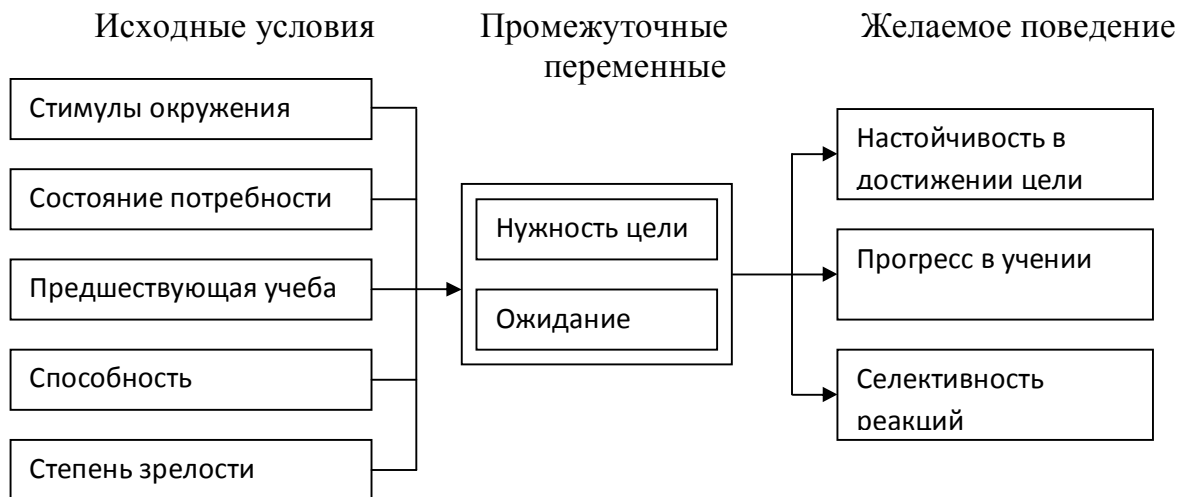 Исходные условия
Промежуточные
переменные
Желаемое поведение
Стимулы окружения
Состояние потребности
Предшествующая учеба
Способность
Степень зрелости
Нужность цели
Ожидание
Настойчивость в
достижении цели
Прогресс в учении
Селективность
реакций